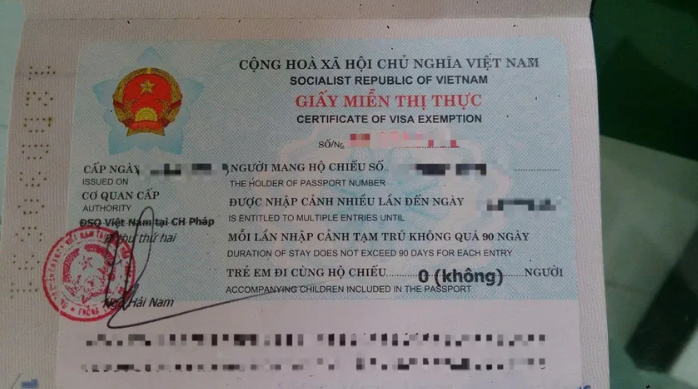 CỘNG HOÀ XÃ HỘI CHỦ NGHĨA VIỆT NAM
SOCIALIST REPUBLIC OF VIETNAM
GIẤY MIỄN THỊ THỰC
CERTIFICATE OF VISA EXEMPTION
SỐ/No
CẤP NGÀY NGƯỜI MANG HỘ CHIẾU SỐ
ISSUED ON THE HOLDER OF PASSPORT NUMBER
CƠ QUAN CẤP ĐƯỢC NHẬP CẢNH NHIỀU LẦN ĐẾN NGÀY
AUTHORITY IS ENTITLED TO MULTIPLE ENTRIES UNTIL
ĐSQ Việt Nam tại CH Pháp
thư thứ hai MỖI LẦN NHẬP CẢNH TẠM TRÚ KHÔNG QUÁ 90 NGÀY
DURATION OF STAY DOES NOT EXCEED 90 DAYS FOR EACH ENTRY
TRẺ EM ĐI CÙNG HỘ CHIẾU 0 (không) NGƯỜI
ACCOMPANYING CHILDREN INCLUDED IN THE PASSPORT
Hải Nam